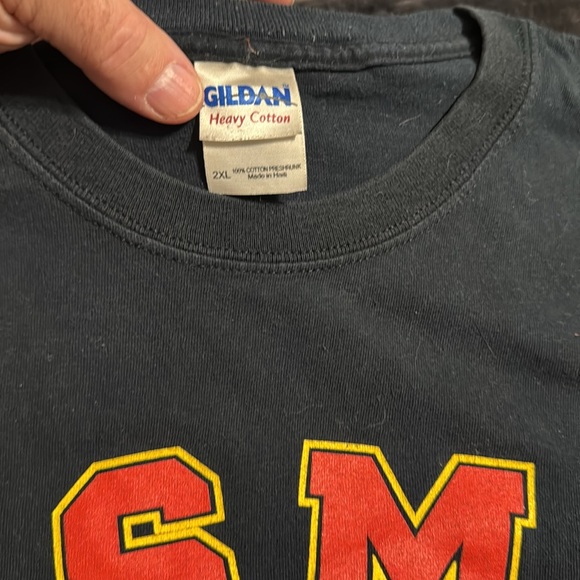 GILDAN
Heavy Cotton
2XL 100% COTTON PRESHRUNK
Made in Haiti
SM